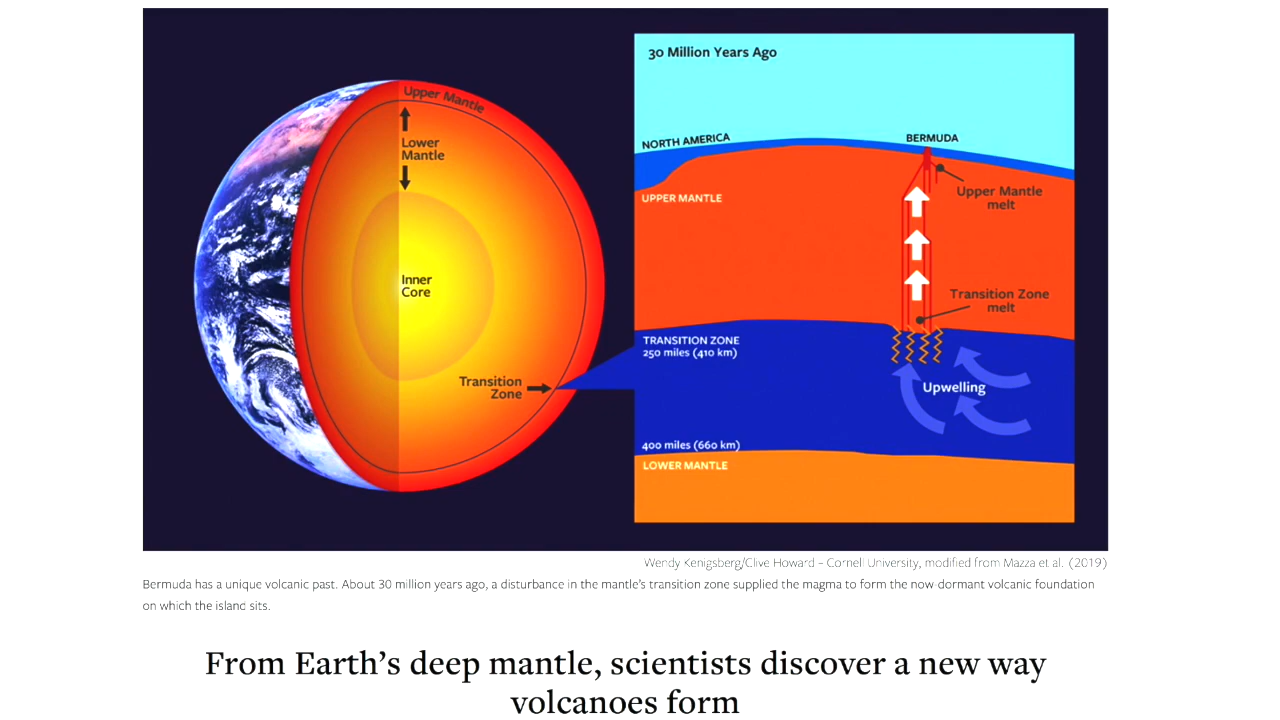 Upper Mantle
Lower
Mantle
Inner
Core
Transition
Zone
30 Million Years Ago
NORTH AMERICA
BERMUDA
UPPER MANTLE
Upper Mantle
melt
Transition Zone
melt
TRANSITION ZONE
250 miles (410 km)
Upwelling
400 miles (660 km)
LOWER MANTLE
Wendy Kenigsberg/Clive Howard – Cornell University, modified from Mazza et al. (2019)
Bermuda has a unique volcanic past. About 30 million years ago, a disturbance in the mantle's transition zone supplied the magma to form the now-dormant volcanic foundation
on which the island sits.
From Earth's deep mantle, scientists discover a new way
volcanoes form